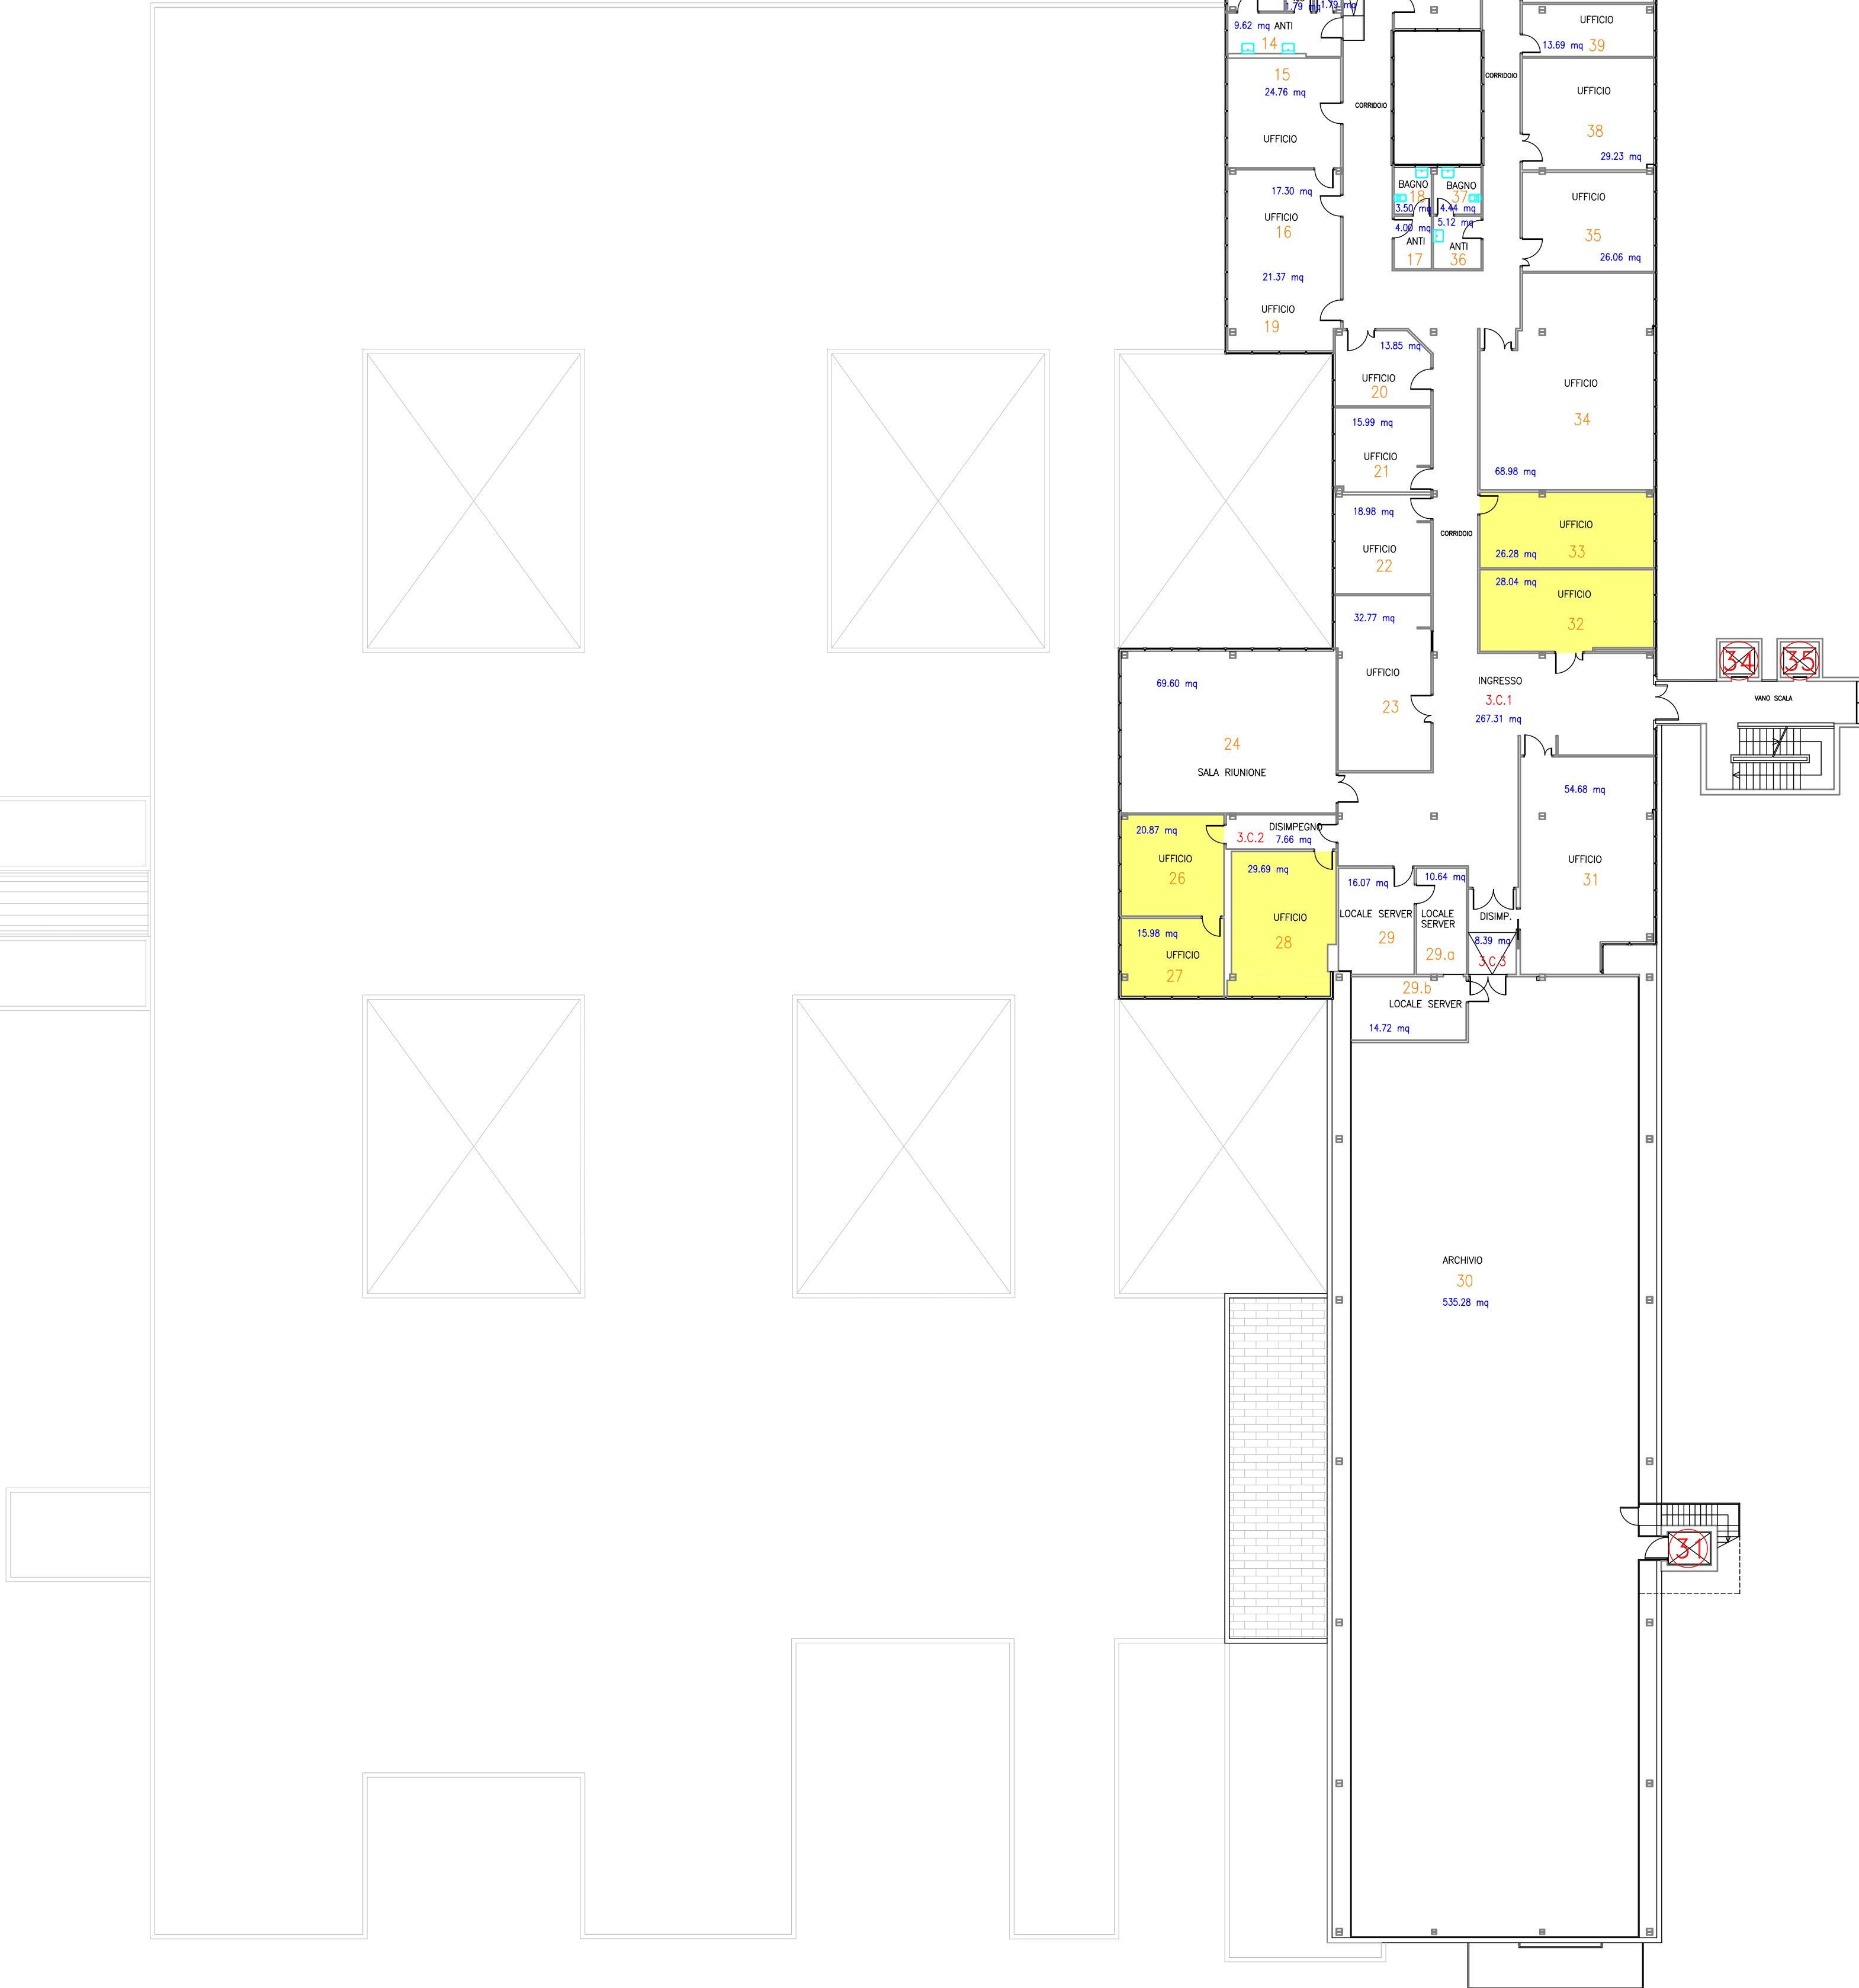 1.79 mq
1.79 mq
9.62 mq
ANTI
14
15
24.76 mq
UFFICIO
17.30 mq
UFFICIO
16
21.37 mq
UFFICIO
19
CORRIDOIO
CORRIDOIO
UFFICIO
13.69 mq
39
UFFICIO
38
29.23 mq
BAGNO
18
3.50 mq
4.00 mq
ANTI
17
BAGNO
37
4.44 mq
5.12 mq
ANTI
36
UFFICIO
35
26.06 mq
13.85 mq
UFFICIO
20
15.99 mq
UFFICIO
21
UFFICIO
34
68.98 mq
18.98 mq
UFFICIO
22
CORRIDOIO
UFFICIO
26.28 mq
33
28.04 mq
UFFICIO
32
32.77 mq
UFFICIO
23
69.60 mq
24
SALA RIUNIONE
INGRESSO
3.C.1
267.31 mq
34
35
VANO SCALA
54.68 mq
UFFICIO
31
20.87 mq
UFFICIO
26
DISIMPEGNO
3.C.2
7.66 mq
29.69 mq
UFFICIO
28
15.98 mq
UFFICIO
27
16.07 mq
LOCALE SERVER
29
10.64 mq
LOCALE
SERVER
29.a
DISIMP.
8.39 mq
3.C.3
29.b
LOCALE SERVER
14.72 mq
ARCHIVIO
30
535.28 mq
31